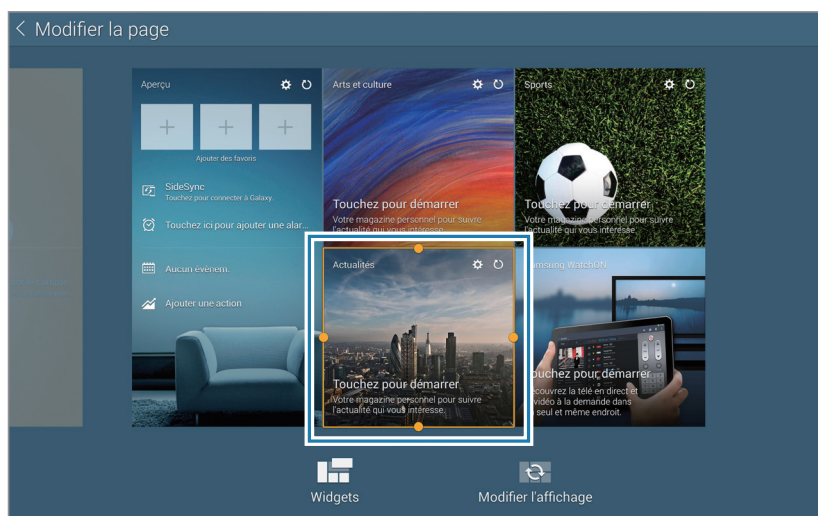 Modifier la page
Aperçu
Ajouter des favoris
SideSync
Touchez pour connecter à Galaxy.
Touchez ici pour ajouter une alar...
Aucun évènem.
Ajouter une action
Arts et culture
Touchez pour démarrer
Votre magazine personnel pour suivre
l'actualité qui vous intéresse.
Sports
Touchez pour démarrer
Votre magazine personnel pour suivre
l'actualité qui vous intéresse.
Actualités
Touchez pour démarrer
Votre magazine personnel pour suivre
l'actualité qui vous intéresse.
Samsung WatchON
Touchez pour démarrer
Découvrez la télé en direct et
vidéo à la demande dans
seul et même endroit.
Widgets
Modifier l'affichage